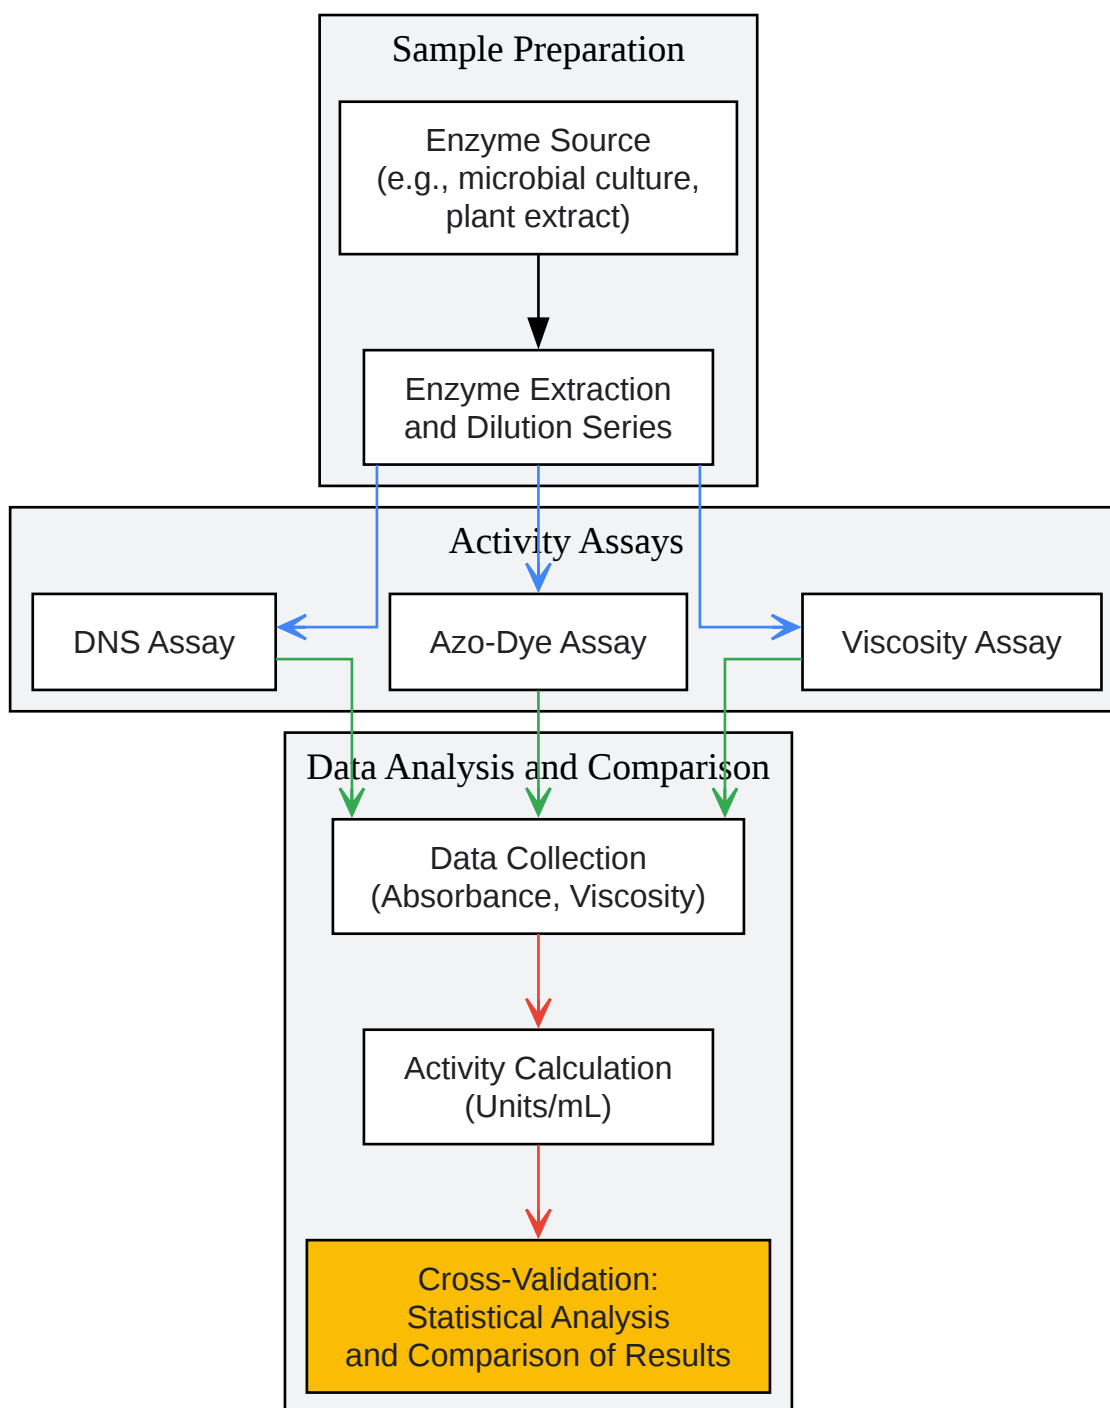 Sample Preparation
Enzyme Source
(e.g., microbial culture,
plant extract)
Enzyme Extraction
and Dilution Series
Activity Assays
DNS Assay
Azo-Dye Assay
Viscosity Assay
Data Analysis and Comparison
Data Collection
(Absorbance, Viscosity)
Activity Calculation
(Units/mL)
Cross-Validation:
Statistical Analysis
and Comparison of Results